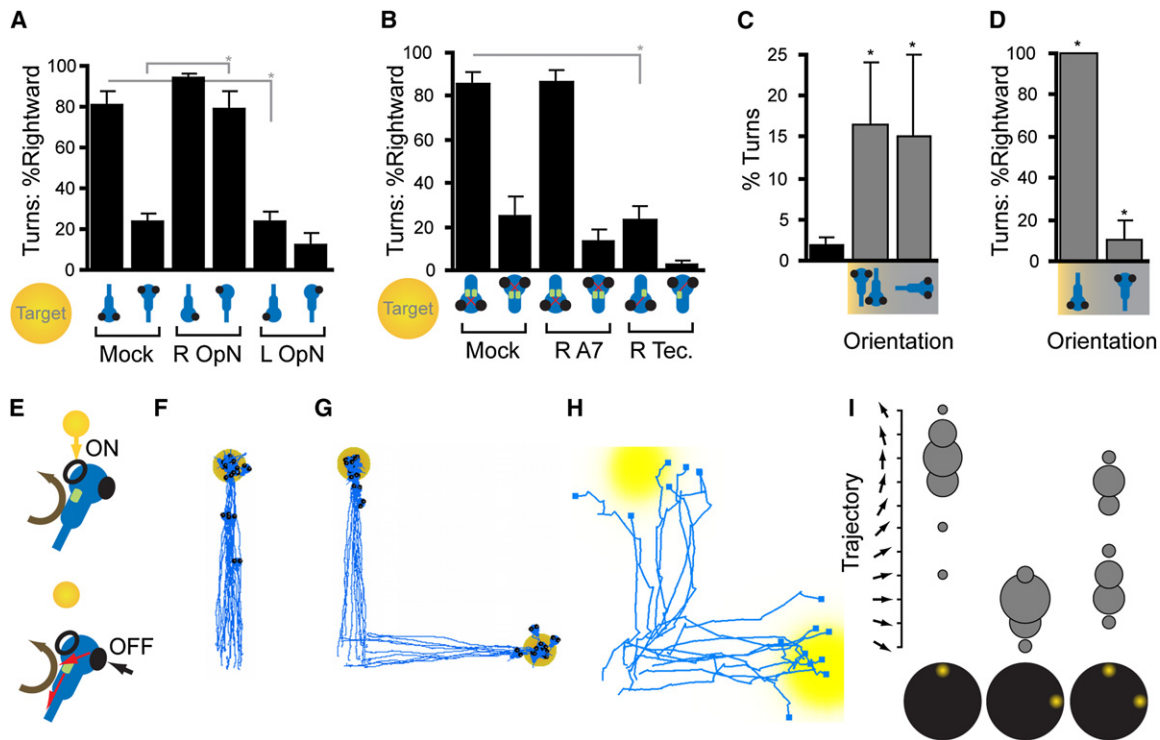 A
Turns: %Rightward
100
80
60
40
20
0
*
*
Target
Mock
R OpN
L OpN
B
Turns: %Rightward
100
80
60
40
20
0
*
Target
Mock
R A7
R Tec.
C
% Turns
25
20
15
10
5
0
*
*
Orientation
D
Turns: %Rightward
100
80
60
40
20
0
*
*
Orientation
E
ON
OFF
F
G
H
I
Trajectory